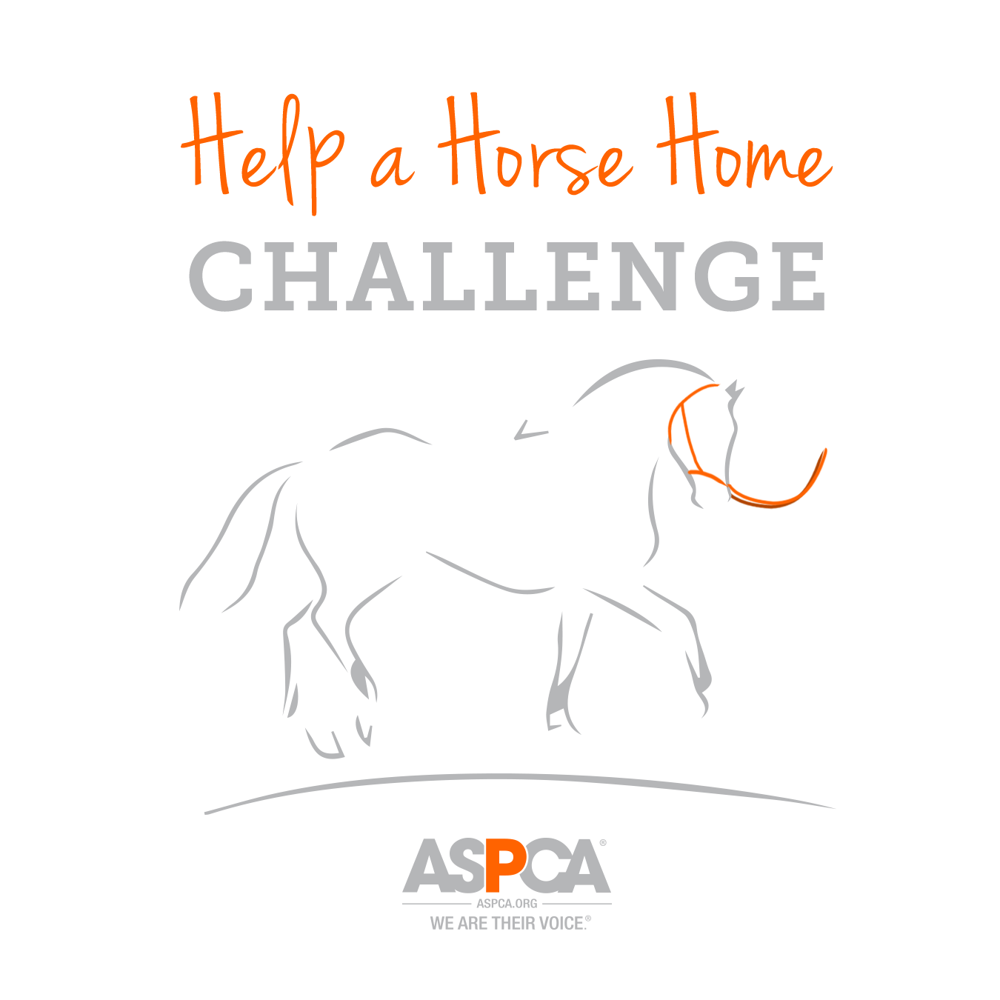 Help a Horse Home
CHALLENGE
ASPCA®
ASPCA.ORG
WE ARE THEIR VOICE.®